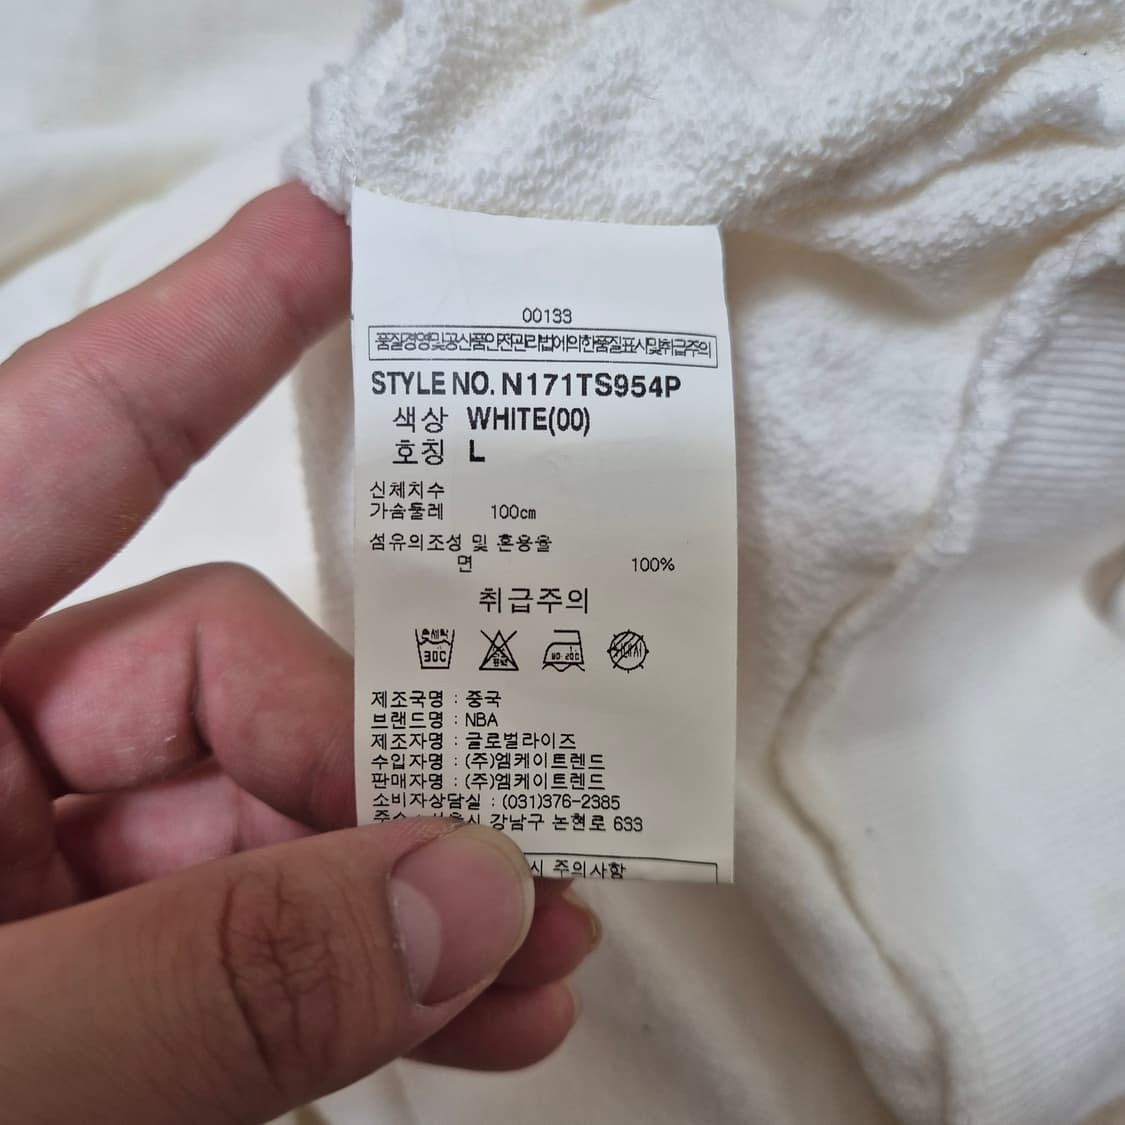 00133
품질경영및공산품안전관리법에의한품질표시및취급주의
STYLE NO. N171TS954P
색상 WHITE(00)
호칭 L
신체치수
가슴둘레 100cm
섬유의조성 및 혼용율
면 100%
취급주의
손세탁
30C
제조국명 : 중국
브랜드명 : NBA
제조자명 : 글로벌라이즈
수입자명 : (주)엠케이트렌드
판매자명 : (주)엠케이트렌드
소비자상담실 : (031)376-2385
강남구 논현로 633
시 주의사항